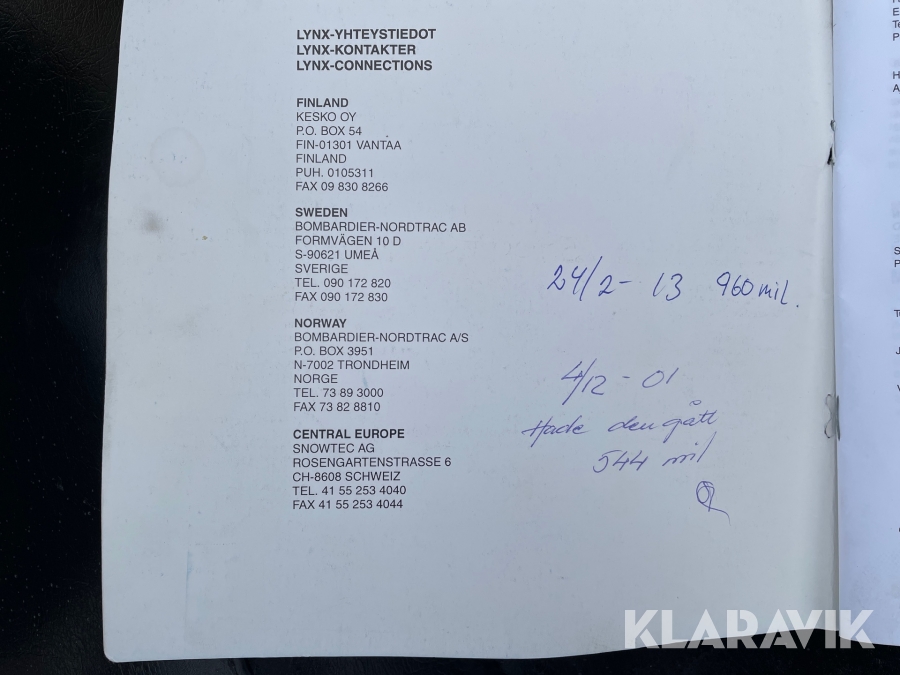 LYNX-YHTEYSTIEDOT
LYNX-KONTAKTER
LYNX-CONNECTIONS
FINLAND
KESKO OY
P.O. BOX 54
FIN-01301 VANTAA
FINLAND
PUH. 0105311
FAX 09 830 8266
SWEDEN
BOMBARDIER-NORDTRAC AB
FORMVÄGEN 10 D
S-90621 UMEÅ
SVERIGE
TEL. 090 172 820
FAX 090 172 830
NORWAY
BOMBARDIER-NORDTRAC A/S
P.O. BOX 3951
N-7002 TRONDHEIM
NORGE
TEL. 73 89 3000
FAX 73 82 8810
CENTRAL EUROPE
SNOWTEC AG
ROSENGARTENSTRASSE 6
CH-8608 SCHWEIZ
TEL. 41 55 253 4040
FAX 41 55 253 4044
24/2 - 13 960 mil.
4/12 - 01
Hade den gått
544 mil
KLARAVIK